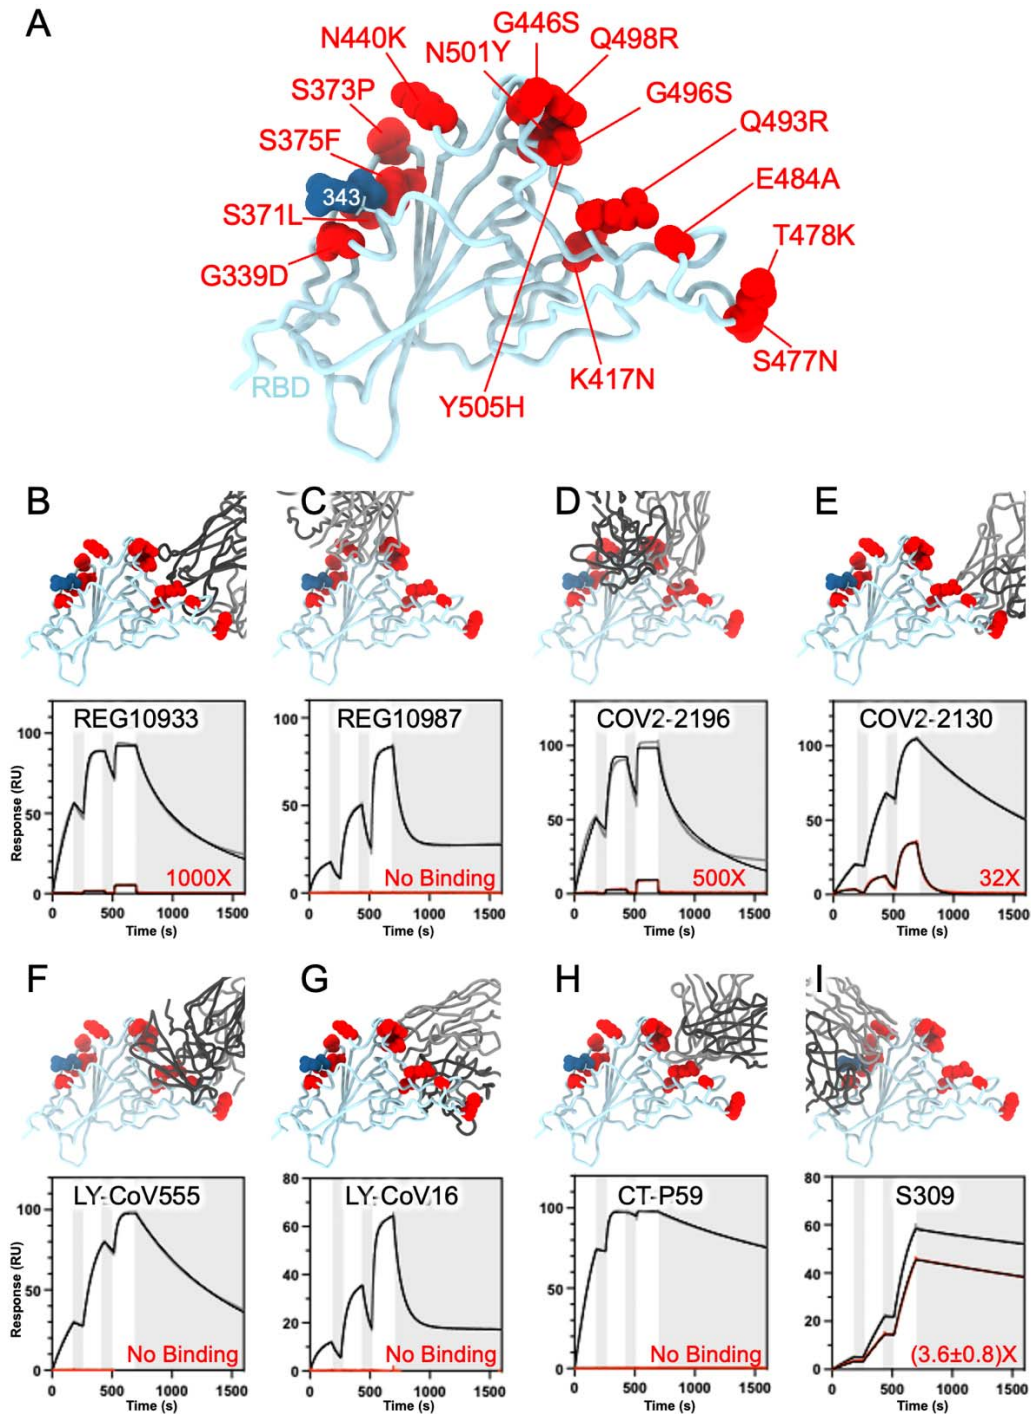 A
G446S
N440K
N501Y
Q498R
S373P
G496S
S375F
Q493R
E484A
343
S371L
T478K
G339D
S477N
RBD
K417N
Y505H
B
C
D
E
REG10933
REG10987
COV2-2196
COV2-2130
100
50
0
100
50
0
100
50
0
100
50
0
Response (RU)
1000X
No Binding
500X
32X
0 500 1000 1500
0 500 1000 1500
0 500 1000 1500
0 500 1000 1500
Time (s)
Time (s)
Time (s)
Time (s)
F
G
H
I
LY-CoV555
LY-CoV16
CT-P59
S309
100
50
0
80
60
40
20
0
100
50
0
80
60
40
20
0
Response (RU)
No Binding
No Binding
No Binding
(3.6±0.8)X
0 500 1000 1500
0 500 1000 1500
0 500 1000 1500
0 500 1000 1500
Time (s)
Time (s)
Time (s)
Time (s)